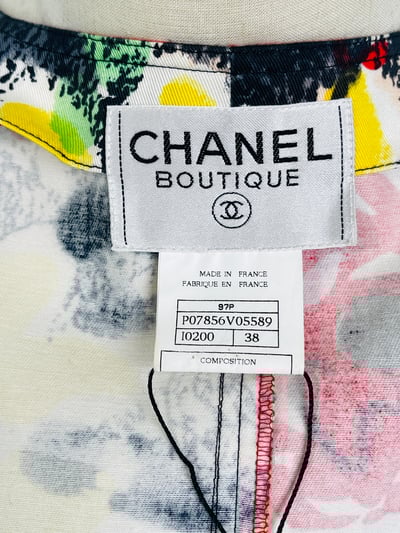 CHANEL
BOUTIQUE
MADE IN FRANCE
FABRIQUE EN FRANCE
97P
P07856V05589
I0200 38
COMPOSITION